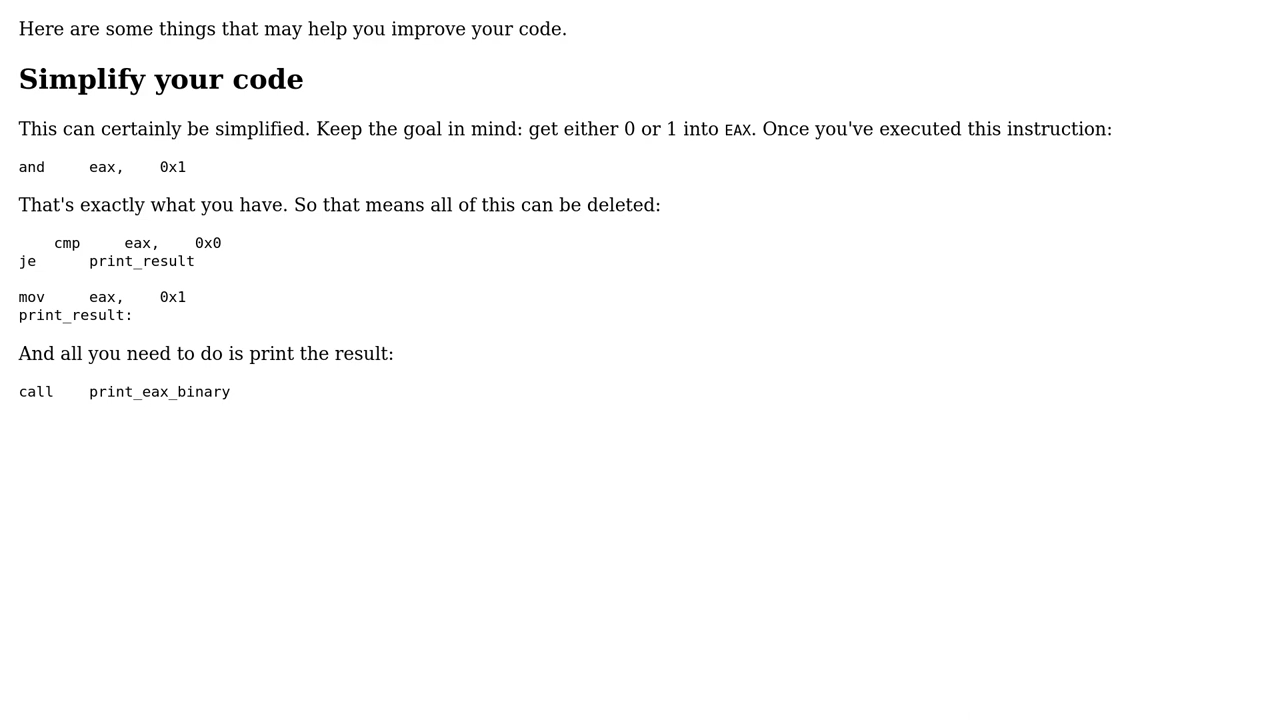 Here are some things that may help you improve your code.
Simplify your code
This can certainly be simplified. Keep the goal in mind: get either 0 or 1 into EAX. Once you've executed this instruction:
and     eax,    0x1
That's exactly what you have. So that means all of this can be deleted:
    cmp     eax,    0x0
je      print_result
mov     eax,    0x1
print_result:
And all you need to do is print the result:
call    print_eax_binary